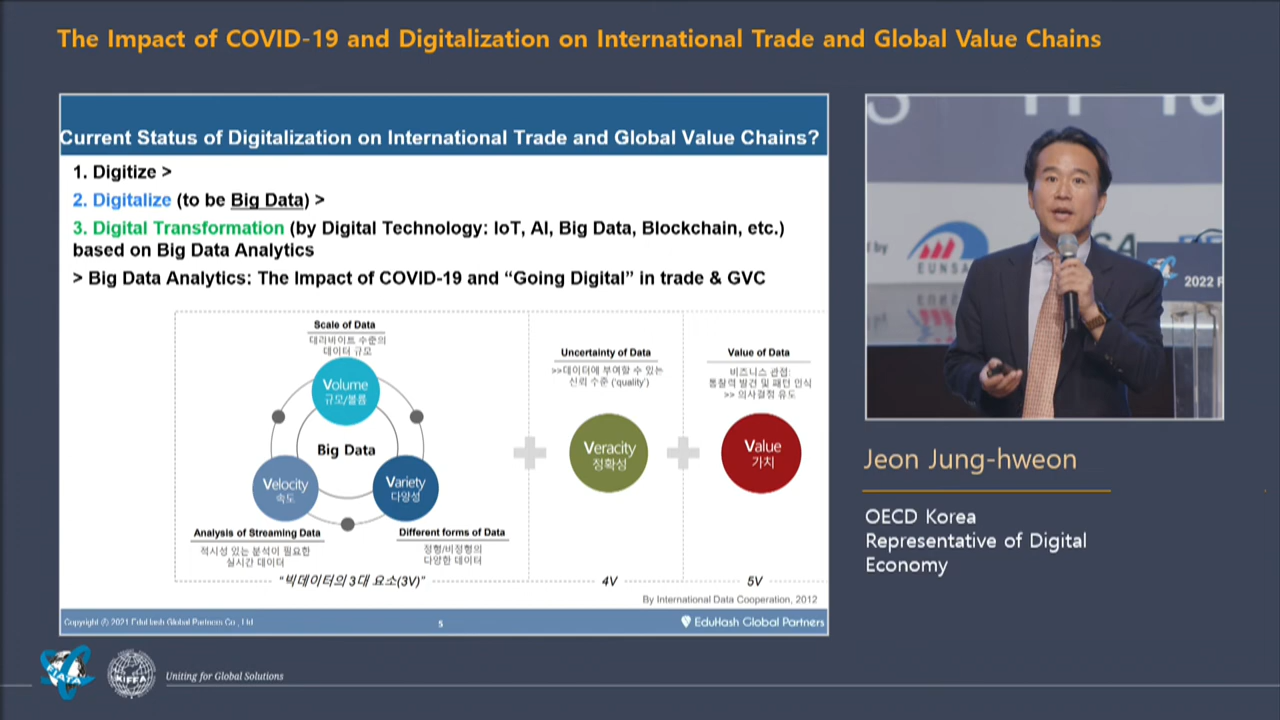 The Impact of COVID-19 and Digitalization on International Trade and Global Value Chains
Current Status of Digitalization on International Trade and Global Value Chains?
1. Digitize >
2. Digitalize (to be Big Data) >
3. Digital Transformation (by Digital Technology: IoT, AI, Big Data, Blockchain, etc.)
based on Big Data Analytics
> Big Data Analytics: The Impact of COVID-19 and “Going Digital” in trade & GVC
Scale of Data
대리바이트 수준의
데이터 규모
Volume
규모/볼륨
Big Data
Velocity
속도
Variety
다양성
Analysis of Streaming Data
적시성 있는 분석이 필요한
실시간 데이터
Different forms of Data
정형/비정형의
다양한 데이터
“빅데이터의 3대 요소(3V)”
Uncertainty of Data
>>데이터에 부여할 수 있는
신뢰 수준 ('quality')
Veracity
정확성
4V
Value of Data
비즈니스 관점:
통찰력 발견 및 패턴 인식
>> 의사결정 유도
Value
가치
5V
By International Data Cooperation, 2012
Copyright ⓒ 2021 EduHash Global Partners Co., Ltd
5
EduHash Global Partners
EUNSA
2022
Jeon Jung-hweon
OECD Korea
Representative of Digital
Economy
FIATA
KIFFA
Uniting for Global Solutions